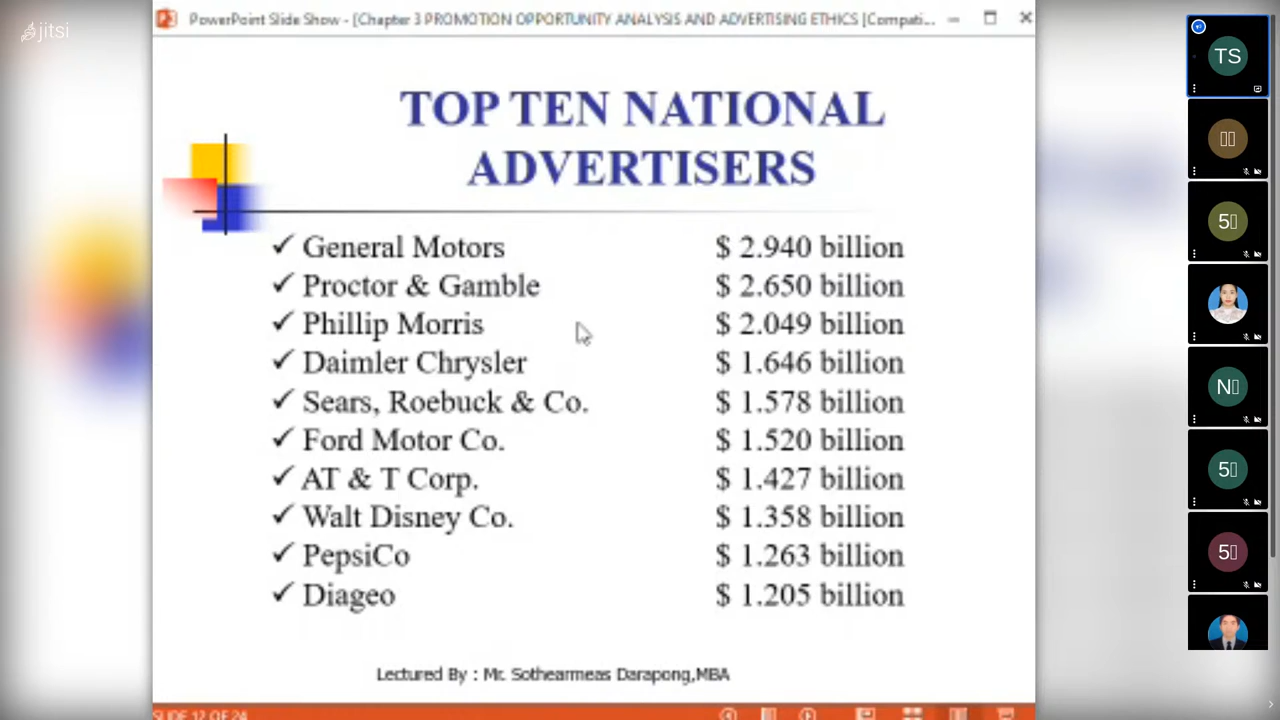 jitsi
PowerPoint Slide Show - [Chapter 3 PROMOTION OPPORTUNITY ANALYSIS AND ADVERTISING ETHICS [Compati...
TOP TEN NATIONAL
ADVERTISERS
✓ General Motors $ 2.940 billion
✓ Proctor & Gamble $ 2.650 billion
✓ Phillip Morris $ 2.049 billion
✓ Daimler Chrysler $ 1.646 billion
✓ Sears, Roebuck & Co. $ 1.578 billion
✓ Ford Motor Co. $ 1.520 billion
✓ AT & T Corp. $ 1.427 billion
✓ Walt Disney Co. $ 1.358 billion
✓ PepsiCo $ 1.263 billion
✓ Diageo $ 1.205 billion
Lectured By : Mr. Sothearmeas Darapong,MBA
SLIDE 12 OF 24
TS
5
N
5
5